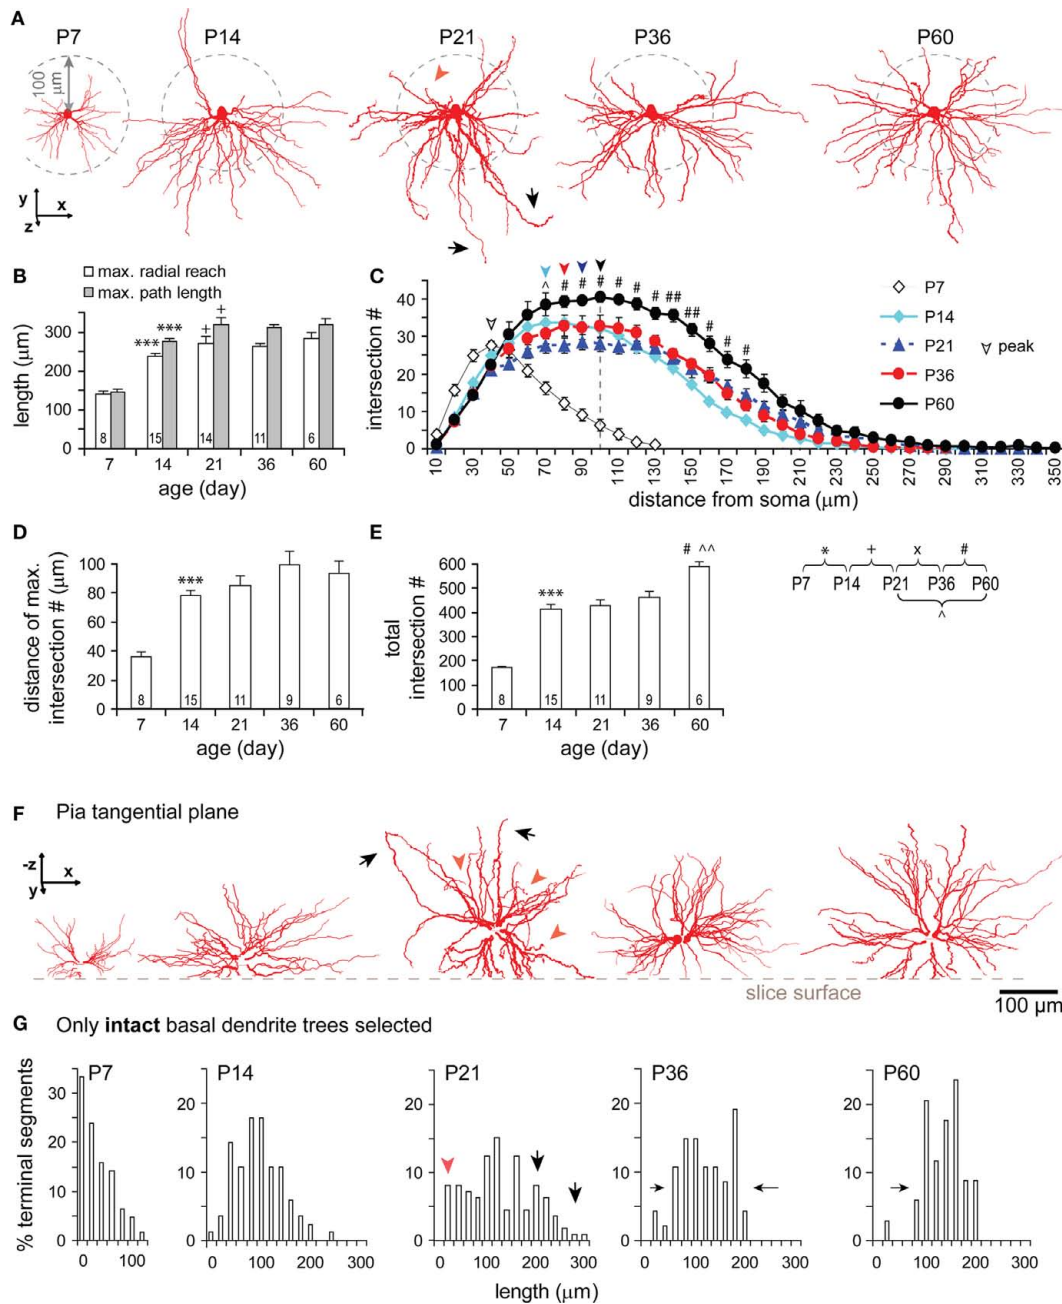 A
P7 P14 P21 P36 P60
100 μm
y
x
z
B
max. radial reach
max. path length
length (μm)
300
200
100
0
*** *** + +
8 15 14 11 6
7 14 21 36 60
age (day)
C
intersection #
40
30
20
10
0
^ # # # # # # ## ## # # #
10 30 50 70 90 110 130 150 170 190 210 230 250 270 290 310 330 350
distance from soma (μm)
P7
P14
P21
P36
P60
peak
D
distance of max.
intersection # (μm)
100
80
60
40
20
0
***
8 15 11 9 6
7 14 21 36 60
age (day)
E
total
intersection #
600
500
400
300
200
100
0
***
# ^^
8 15 11 9 6
7 14 21 36 60
age (day)
* + x #
P7 P14 P21 P36 P60
^
F Pia tangential plane
-z
x
y
slice surface
100 μm
G Only intact basal dendrite trees selected
% terminal segments
P7 P14 P21 P36 P60
30
20
10
0
0 100
20
10
0
0 100 200 300
20
10
0
0 100 200 300
20
10
0
0 100 200 300
20
10
0
0 100 200 300
length (μm)